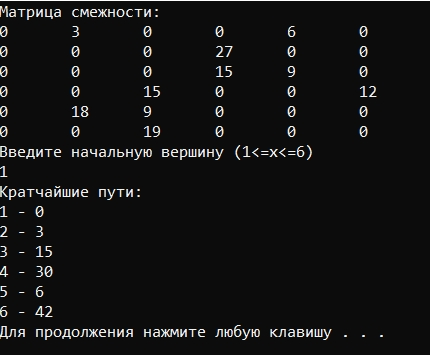 Матрица смежности:
0 3 0 0 6 0
0 0 0 27 0 0
0 0 0 15 9 0
0 0 15 0 0 12
0 18 9 0 0 0
0 0 19 0 0 0
Введите начальную вершину (1<=x<=6)
1
Кратчайшие пути:
1 - 0
2 - 3
3 - 15
4 - 30
5 - 6
6 - 42
Для продолжения нажмите любую клавишу . . .